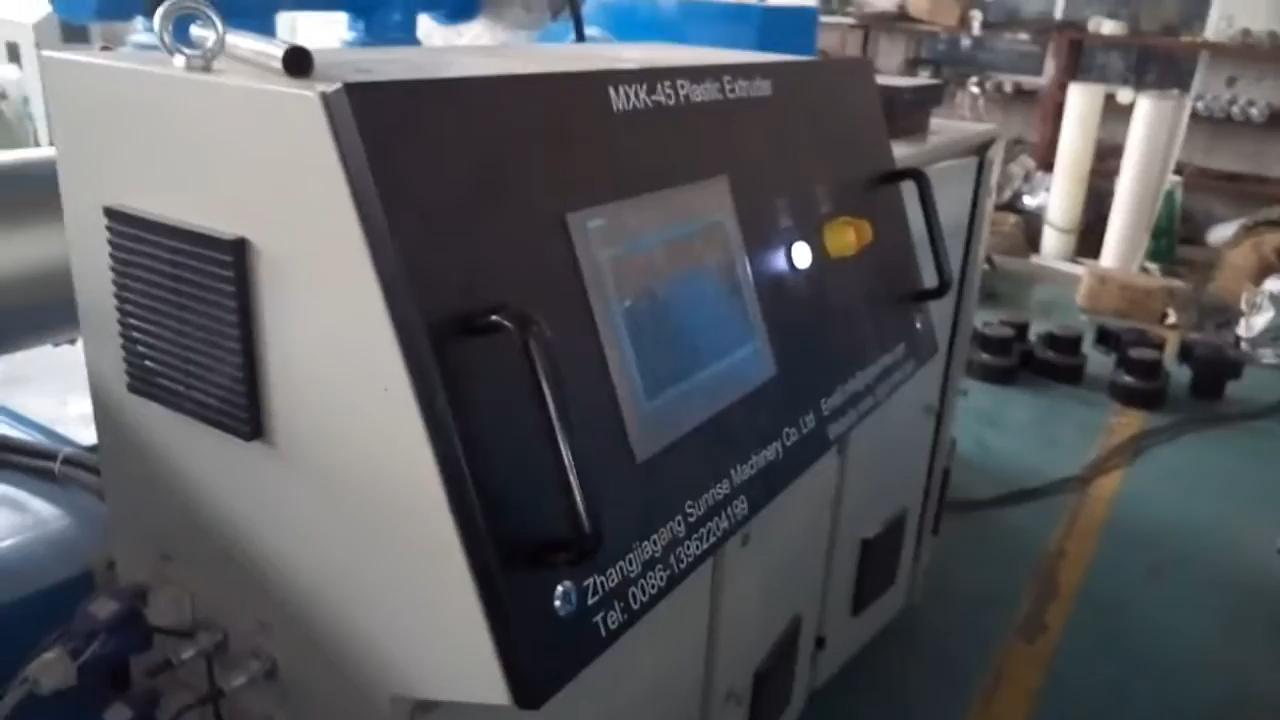 MXK-45 Plastic Extruder
Zhangjiagang Sunrise Machinery Co. Ltd
Tel: 0086-13962204199